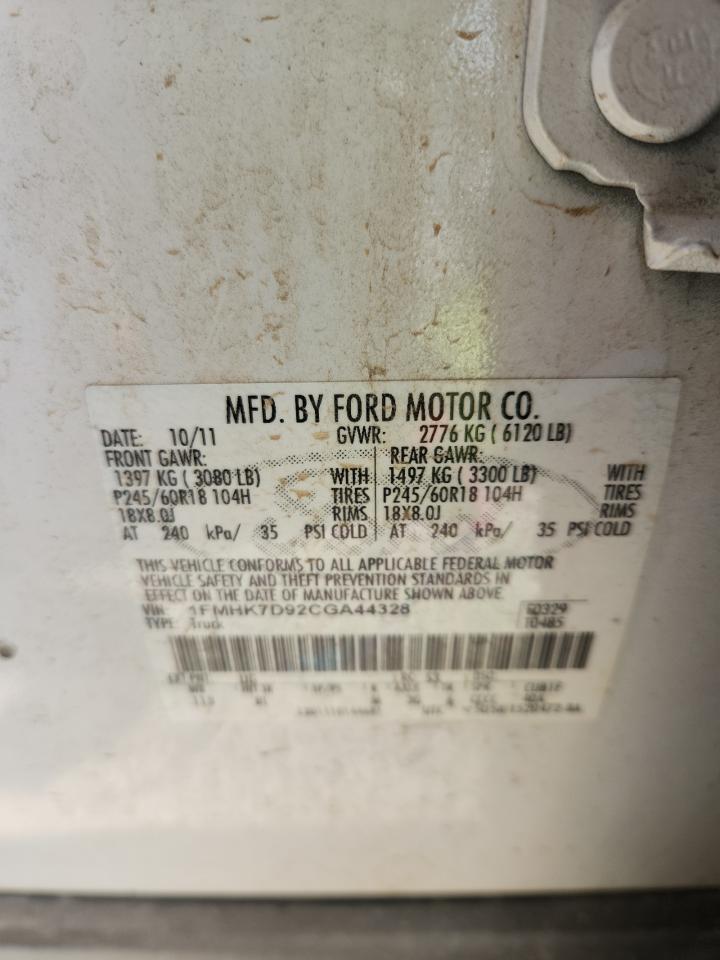 MFD. BY FORD MOTOR CO.
DATE: 10/11 GVWR: 2776 KG ( 6120 LB)
FRONT GAWR: REAR GAWR:
1397 KG ( 3080 LB) WITH 1497 KG ( 3300 LB) WITH
P245/60R18 104H TIRES P245/60R18 104H TIRES
18X8.0J RIMS 18X8.0J RIMS
AT 240 kPa/ 35 PSI COLD AT 240 kPa/ 35 PSI COLD
THIS VEHICLE CONFORMS TO ALL APPLICABLE FEDERAL MOTOR
VEHICLE SAFETY AND THEFT PREVENTION STANDARDS IN
EFFECT ON THE DATE OF MANUFACTURE SHOWN ABOVE.
VIN: 1FMHK7D92CGA44328 60329
TYPE: Truck 10485